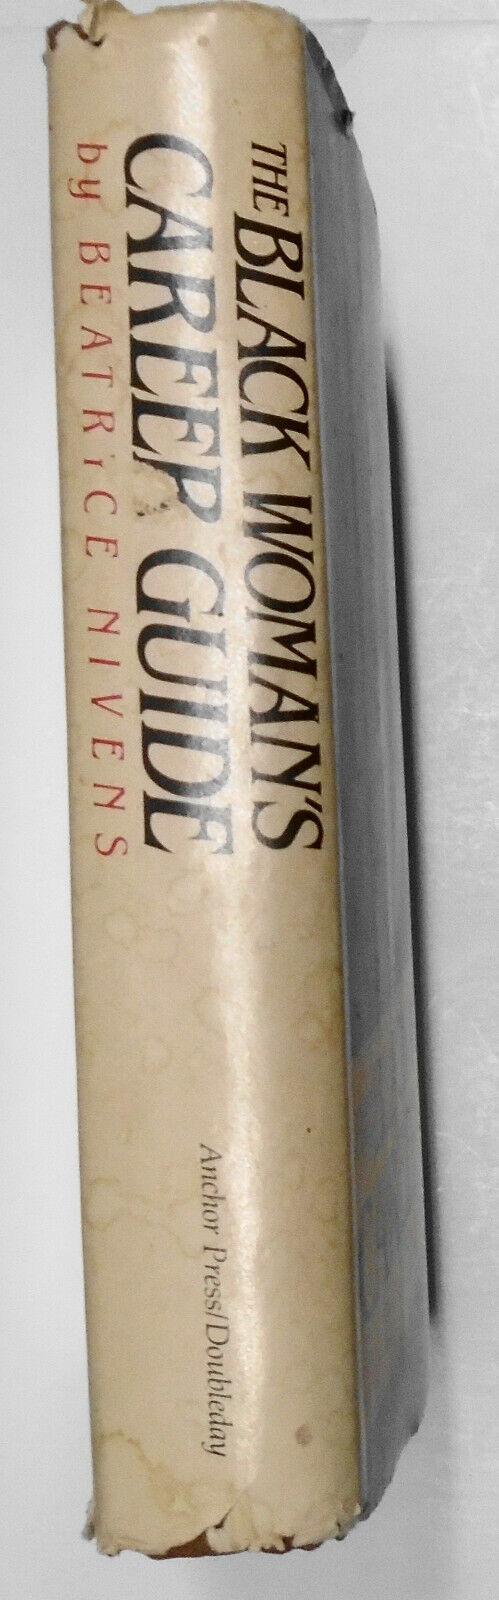 THE BLACK WOMAN'S
CAREER GUIDE
by BEATRICE NIVENS
Anchor Press/Doubleday